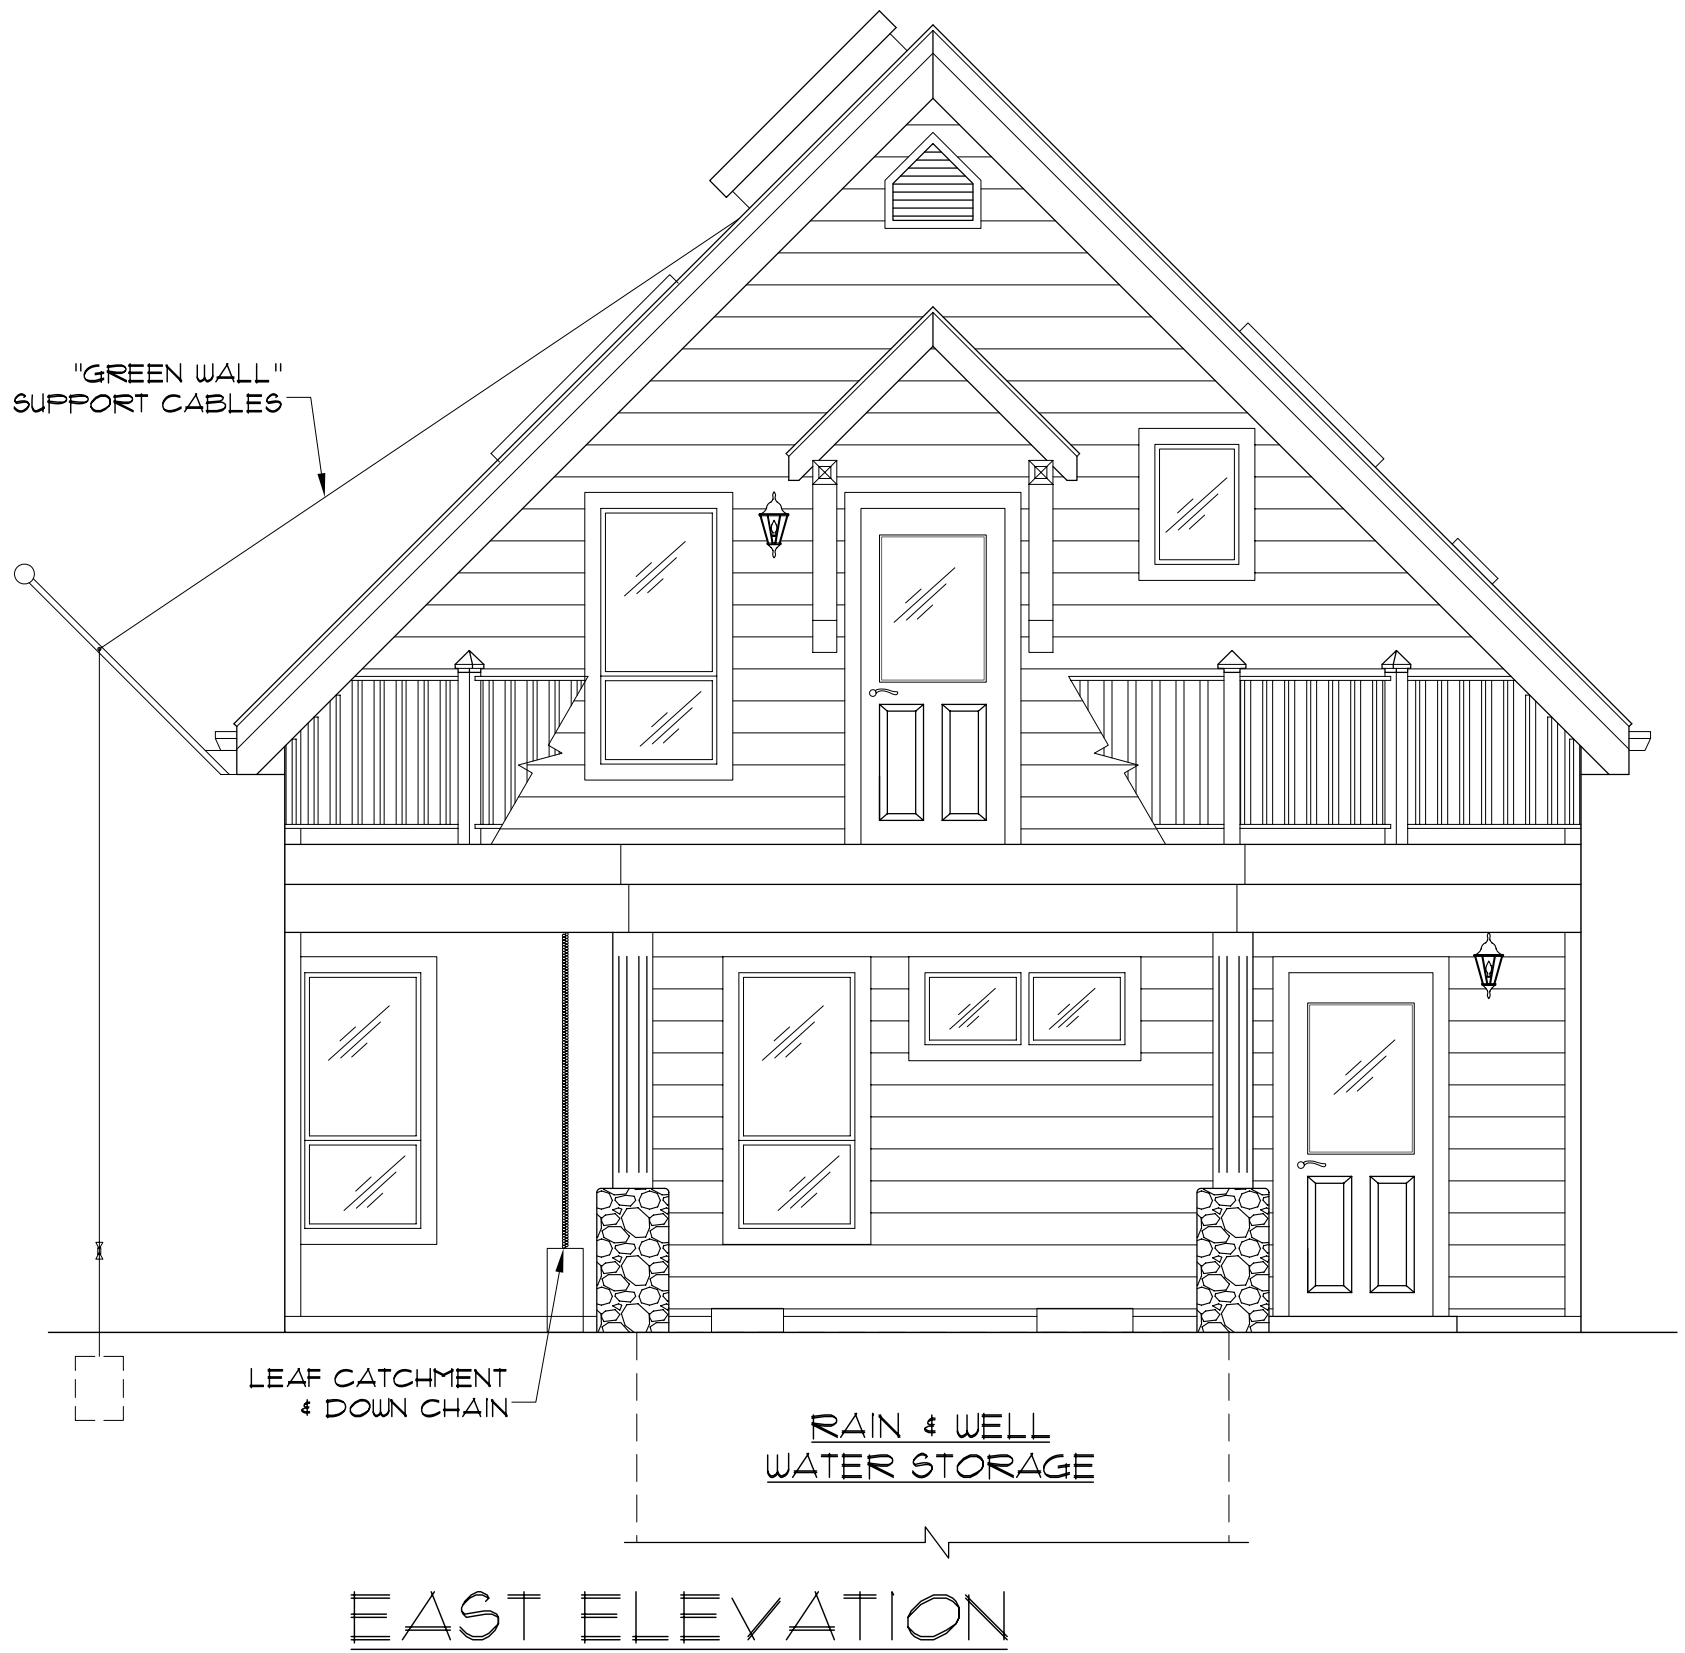 "GREEN WALL"
SUPPORT CABLES
LEAF CATCHMENT
& DOWN CHAIN
RAIN & WELL
WATER STORAGE
EAST ELEVATION